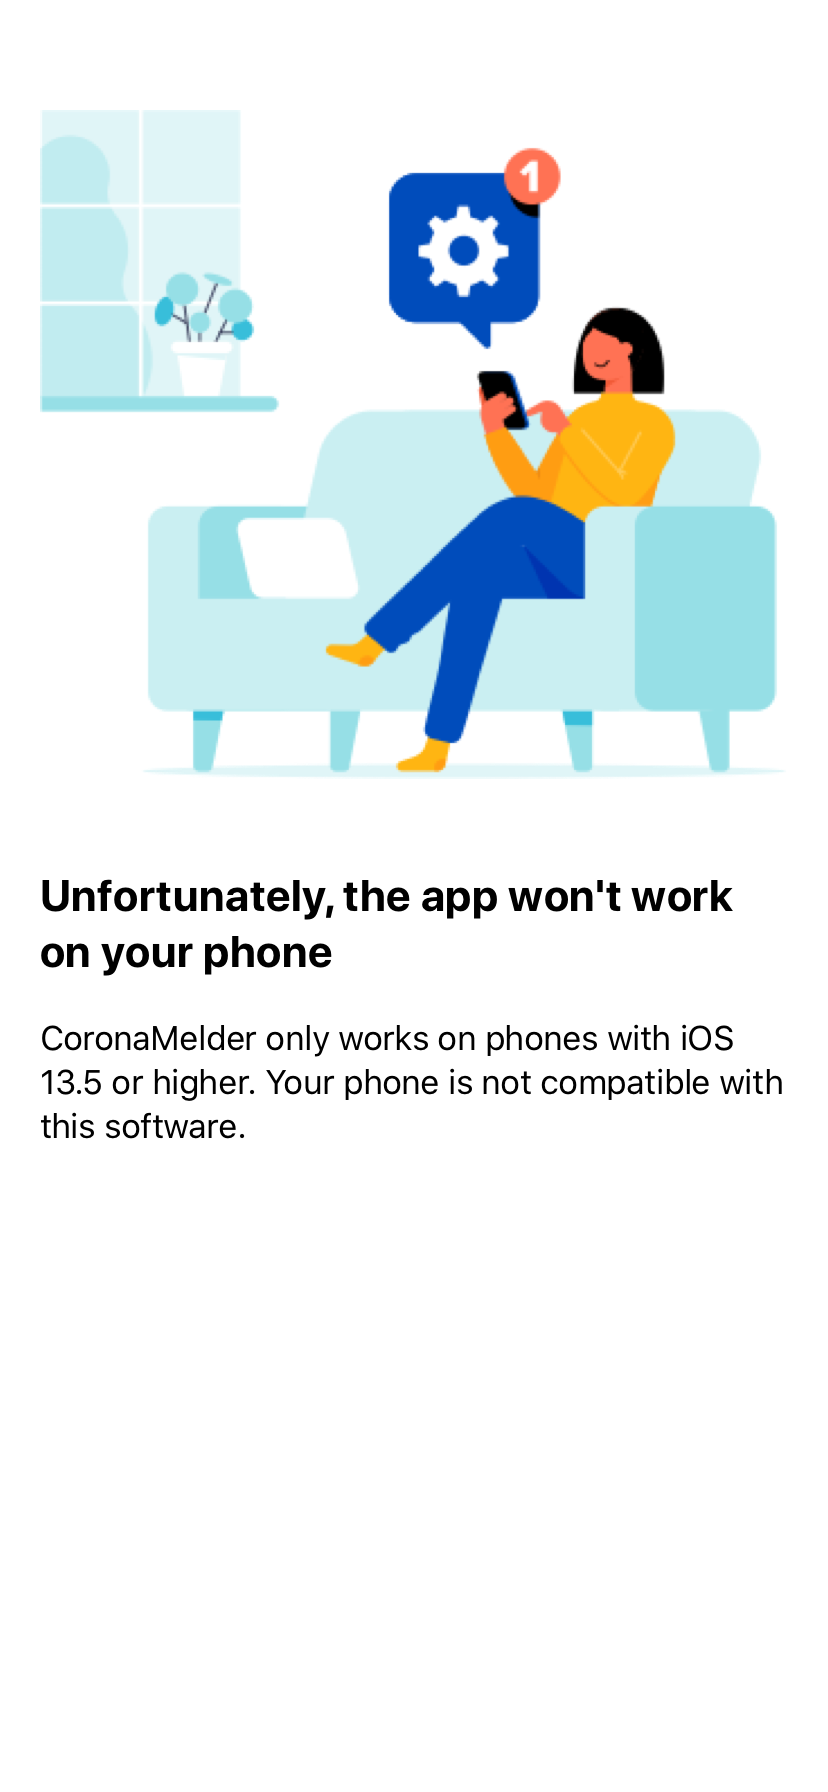 1
Unfortunately, the app won't work
on your phone
CoronaMelder only works on phones with iOS
13.5 or higher. Your phone is not compatible with
this software.